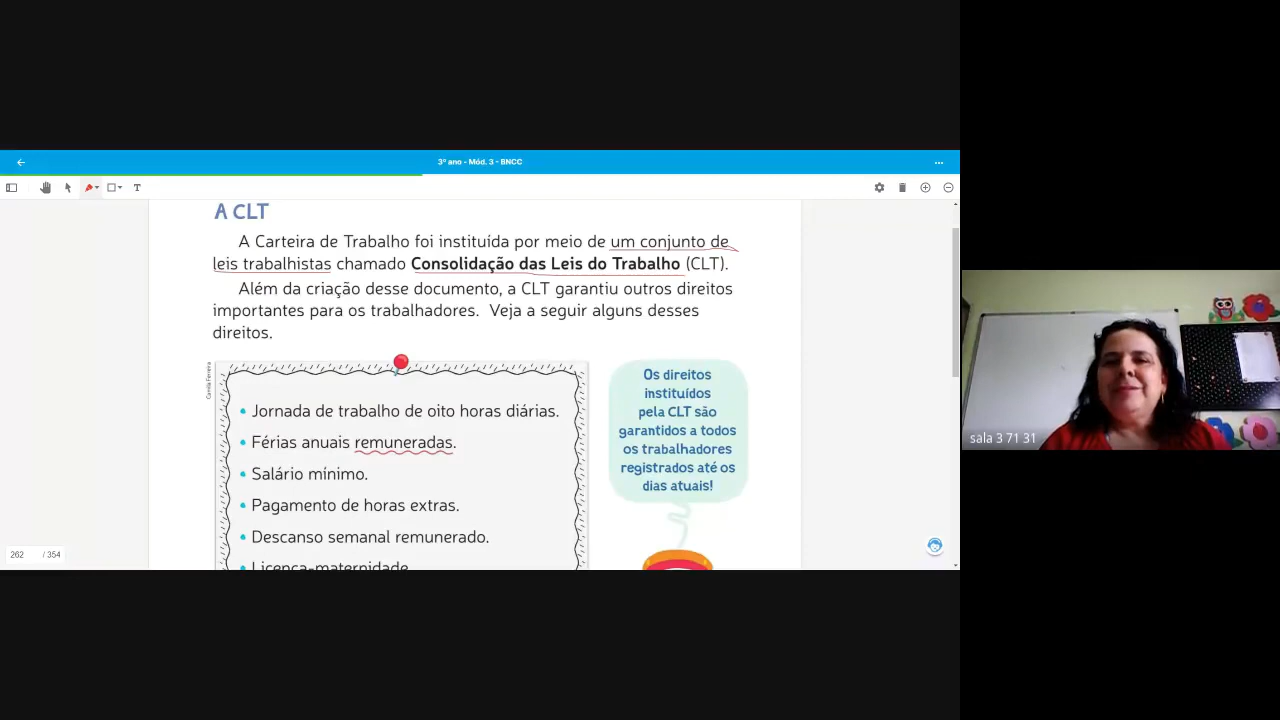 3º ano - Mód. 3 - BNCC
T
A CLT
A Carteira de Trabalho foi instituída por meio de um conjunto de
leis trabalhistas chamado Consolidação das Leis do Trabalho (CLT).
Além da criação desse documento, a CLT garantiu outros direitos
importantes para os trabalhadores. Veja a seguir alguns desses
direitos.
Camila Ferreira
• Jornada de trabalho de oito horas diárias.
• Férias anuais remuneradas.
• Salário mínimo.
• Pagamento de horas extras.
• Descanso semanal remunerado.
• Licença-maternidade.
Os direitos
instituídos
pela CLT são
garantidos a todos
os trabalhadores
registrados até os
dias atuais!
262 / 354
sala 3 71 31